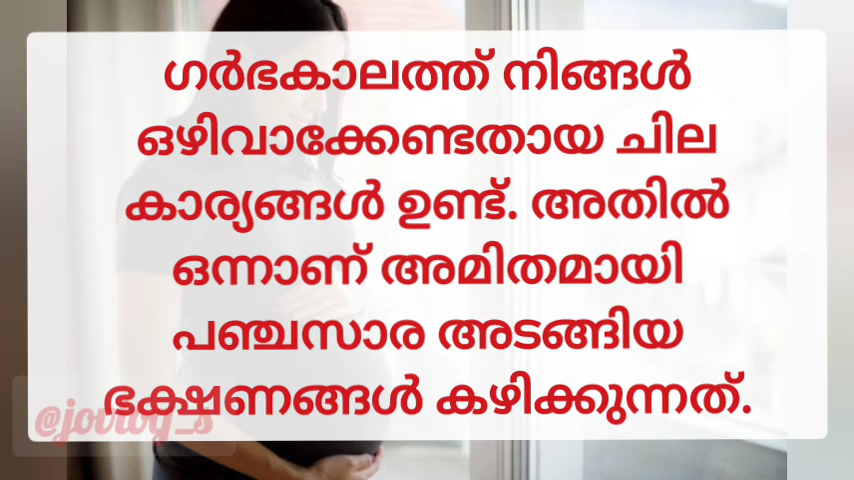 ഗർഭകാലത്ത് നിങ്ങൾ
ഒഴിവാക്കേണ്ടതായ ചില
കാര്യങ്ങൾ ഉണ്ട്. അതിൽ
ഒന്നാണ് അമിതമായി
പഞ്ചസാര അടങ്ങിയ
ഭക്ഷണങ്ങൾ കഴിക്കുന്നത്.